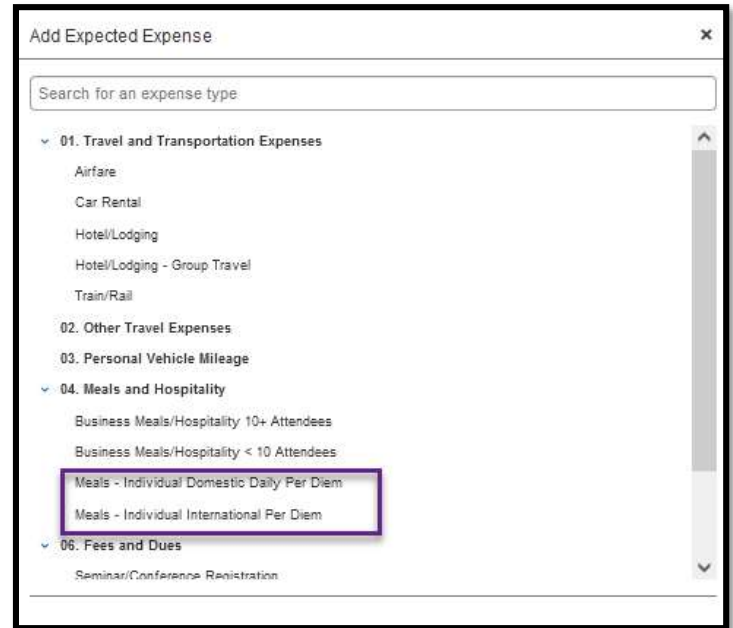 Add Expected Expense ×
Search for an expense type
01. Travel and Transportation Expenses
Airfare
Car Rental
Hotel/Lodging
Hotel/Lodging - Group Travel
Train/Rail
02. Other Travel Expenses
03. Personal Vehicle Mileage
04. Meals and Hospitality
Business Meals/Hospitality 10+ Attendees
Business Meals/Hospitality < 10 Attendees
Meals - Individual Domestic Daily Per Diem
Meals - Individual International Per Diem
06. Fees and Dues
Seminar/Conference Registration